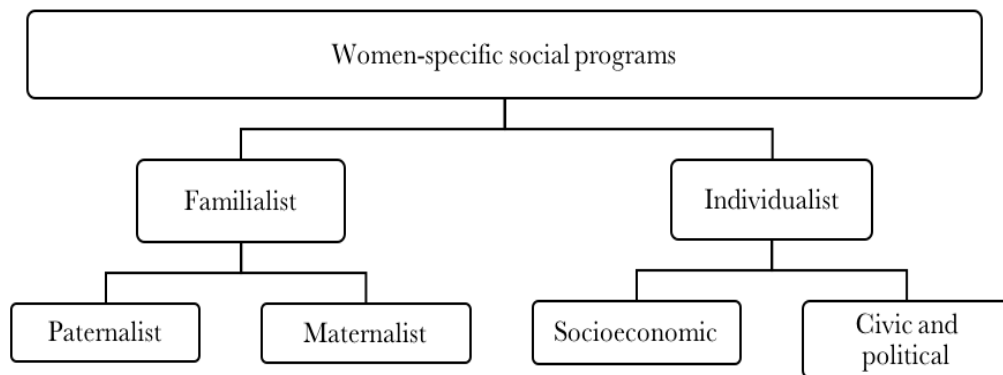 Women-specific social programs
Familialist
Individualist
Paternalist
Maternalist
Socioeconomic
Civic and
political